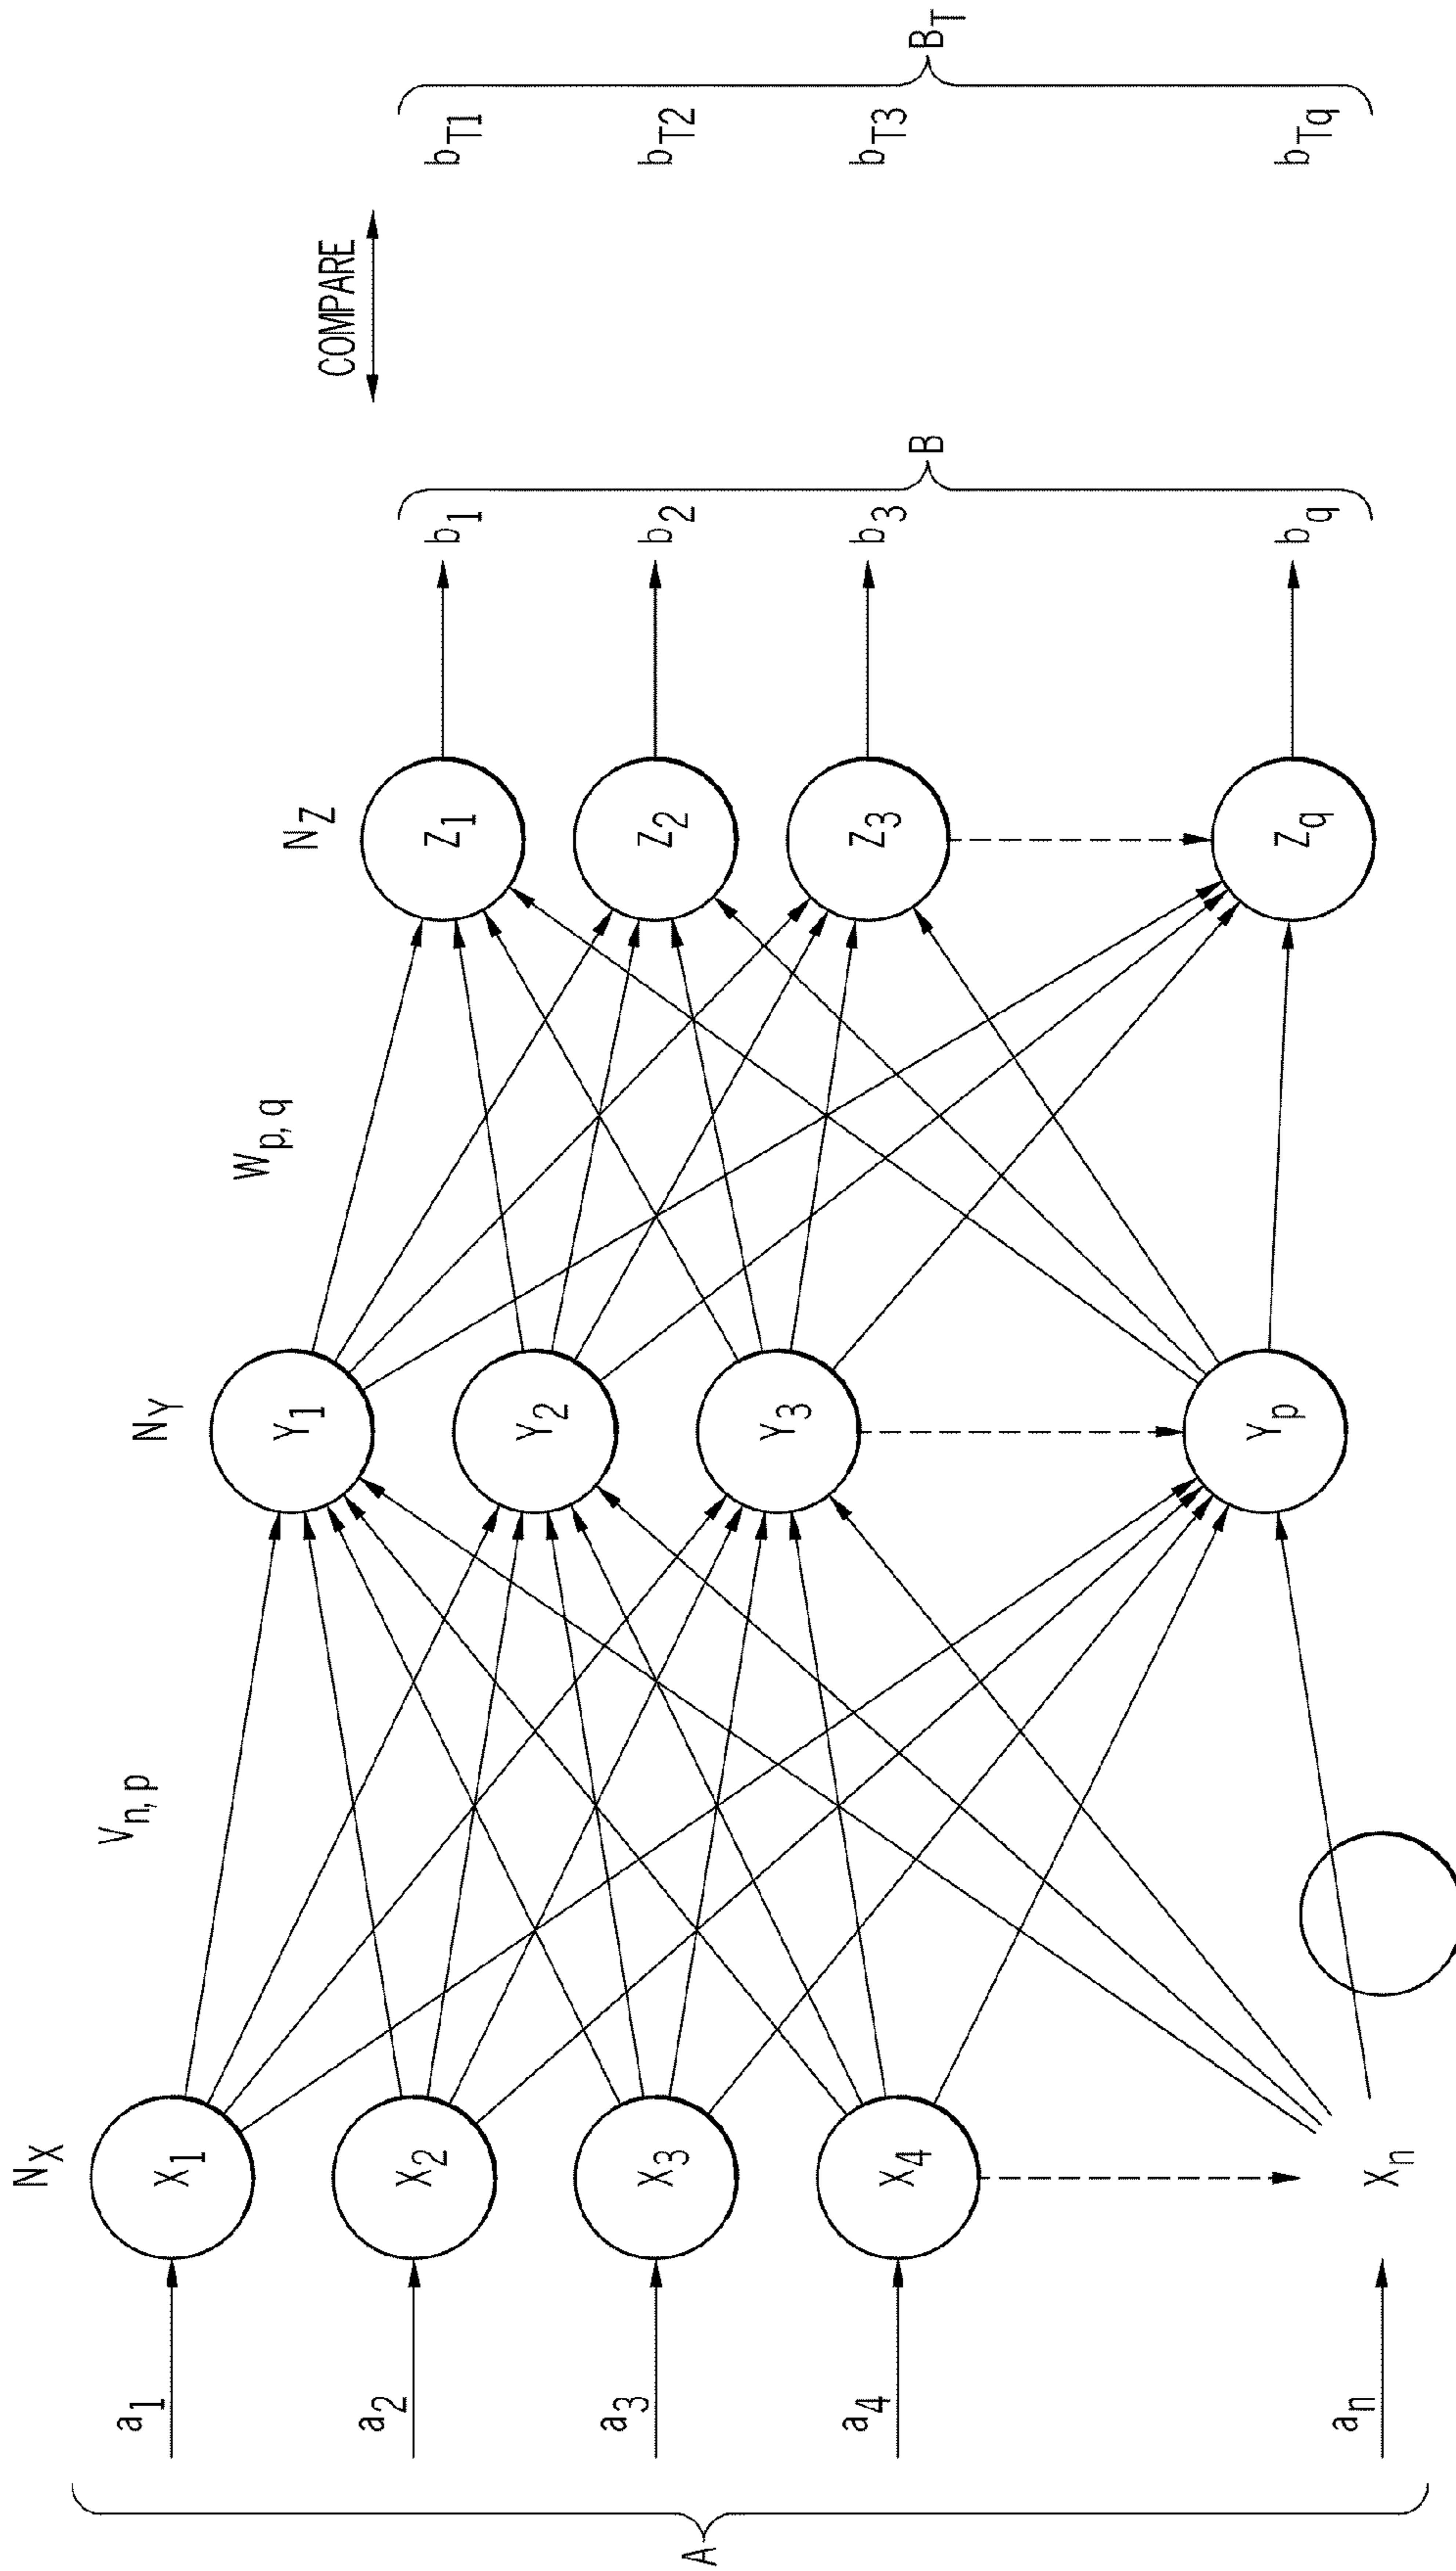 N_X
N_Y
N_Z
V_n, p
W_p, q
COMPARE
A
a_1
a_2
a_3
a_4
a_n
X_1
X_2
X_3
X_4
X_n
Y_1
Y_2
Y_3
Y_p
Z_1
Z_2
Z_3
Z_q
b_1
b_2
b_3
b_q
B
b_T1
b_T2
b_T3
b_Tq
B_T